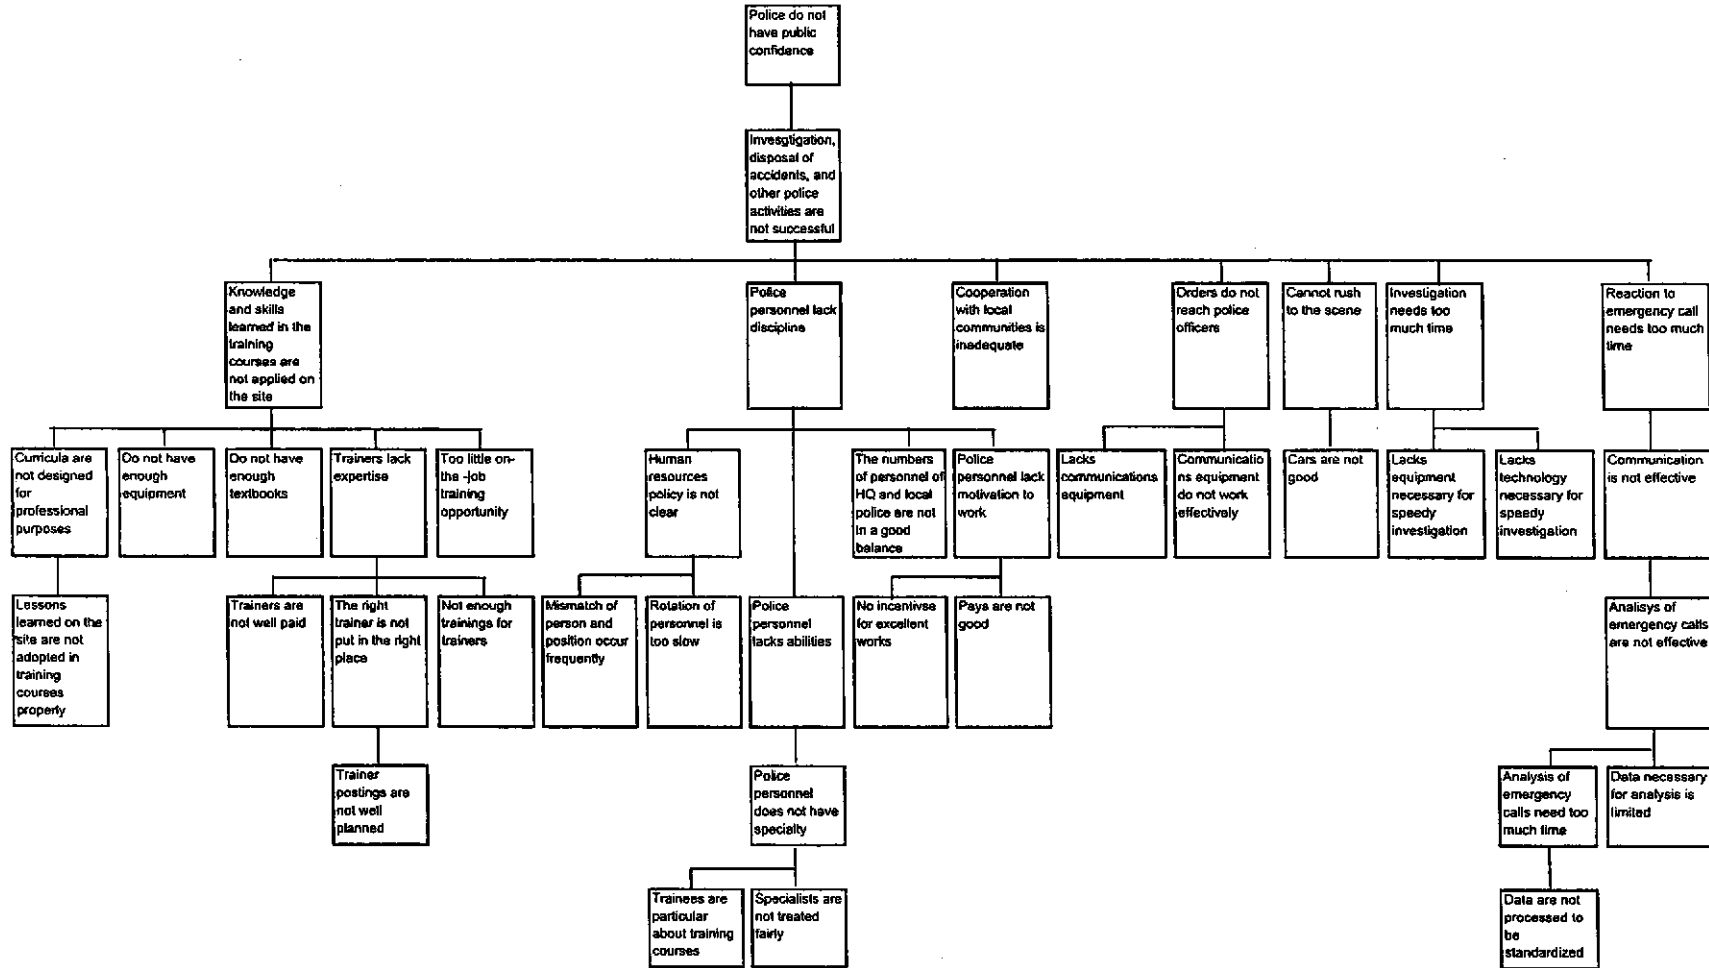 Police do not
have public
confidence
Invesgtigation,
disposal of
accidents, and
other police
activities are
not successful
Knowledge
and skills
learned in the
training
courses are
not applied on
the site
Police
personnel lack
discipline
Cooperation
with local
communities is
inadequate
Orders do not
reach police
officers
Cannot rush
to the scene
Investigation
needs too
much time
Reaction to
emergency call
needs too much
time
Curricula are
not designed
for
professional
purposes
Do not have
enough
equipment
Do not have
enough
textbooks
Trainers lack
expertise
Too little on-
the -job
training
opportunity
Human
resources
policy is not
clear
The numbers
of personnel of
HQ and local
police are not
in a good
balance
Police
personnel lack
motivation to
work
Lacks
communications
equipment
Communicatio
ns equipment
do not work
effectively
Cars are not
good
Lacks
equipment
necessary for
speedy
investigation
Lacks
technology
necessary for
speedy
investigation
Communication
is not effective
Lessons
learned on the
site are not
adopted in
training
courses
properly
Trainers are
not well paid
The right
trainer is not
put in the right
place
Not enough
trainings for
trainers
Mismatch of
person and
position occur
frequently
Rotation of
personnel is
too slow
Police
personnel
lacks abilities
No incentivse
for excellent
works
Pays are not
good
Analisys of
emergency calls
are not effective
Trainer
postings are
not well
planned
Police
personnel
does not have
specialty
Analysis of
emergency
calls need too
much time
Data necessary
for analysis is
limited
Trainees are
particular
about training
courses
Specialists are
not treated
fairly
Data are not
processed to
be
standardized